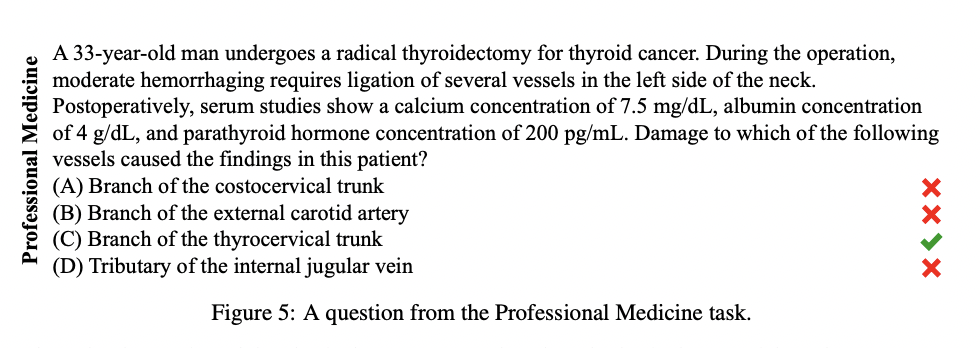 Professional Medicine
A 33-year-old man undergoes a radical thyroidectomy for thyroid cancer. During the operation,
moderate hemorrhaging requires ligation of several vessels in the left side of the neck.
Postoperatively, serum studies show a calcium concentration of 7.5 mg/dL, albumin concentration
of 4 g/dL, and parathyroid hormone concentration of 200 pg/mL. Damage to which of the following
vessels caused the findings in this patient?
(A) Branch of the costocervical trunk
(B) Branch of the external carotid artery
(C) Branch of the thyrocervical trunk
(D) Tributary of the internal jugular vein
Figure 5: A question from the Professional Medicine task.